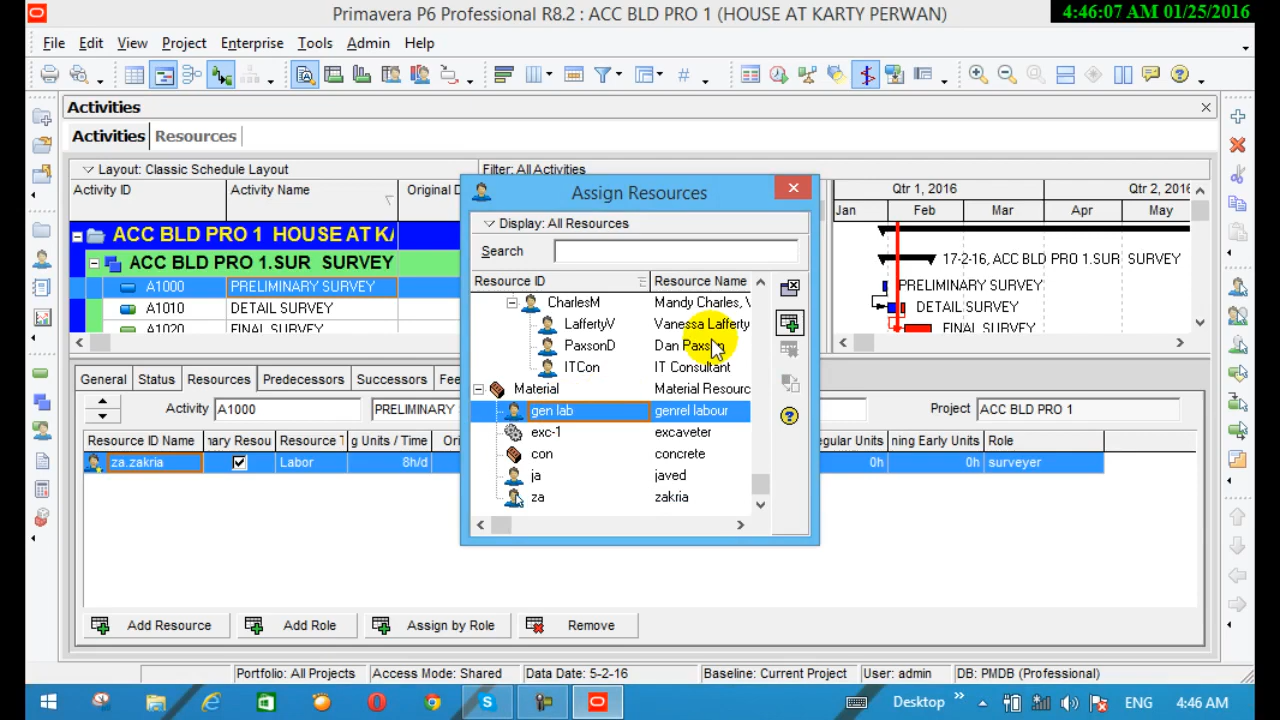 Primavera P6 Professional R8.2 : ACC BLD PRO 1 (HOUSE AT KARTY PERWAN)
4:46:07 AM 01/25/2016
File Edit View Project Enterprise Tools Admin Help
Activities
Activities Resources
Layout: Classic Schedule Layout Filter: All Activities
Activity ID Activity Name Original D
Qtr 1, 2016 Qtr 2, 2016
Jan Feb Mar Apr May
ACC BLD PRO 1 HOUSE AT KA
ACC BLD PRO 1.SUR SURVEY
A1000 PRELIMINARY SURVEY
A1010 DETAIL SURVEY
A1020 FINAL SURVEY
17-2-16, ACC BLD PRO 1.SUR SURVEY
PRELIMINARY SURVEY
DETAIL SURVEY
FINAL SURVEY
Assign Resources
Display: All Resources
Search
Resource ID Resource Name
CharlesM Mandy Charles, V
LaffertyV Vanessa Lafferty
PaxsonD Dan Paxson
ITCon IT Consultant
Material Material Resourc
gen lab genrel labour
exc-1 excaveter
con concrete
ja javed
za zakria
General Status Resources Predecessors Successors Fee
Activity A1000 PRELIMINARY Project ACC BLD PRO 1
Resource ID Name nary Resou Resource T g Units / Time Ori egular Units ning Early Units Role
za.zakria Labor 8h/d 0h 0h surveyer
Add Resource Add Role Assign by Role Remove
Portfolio: All Projects Access Mode: Shared Data Date: 5-2-16 Baseline: Current Project User: admin DB: PMDB (Professional)
Desktop ENG 4:46 AM